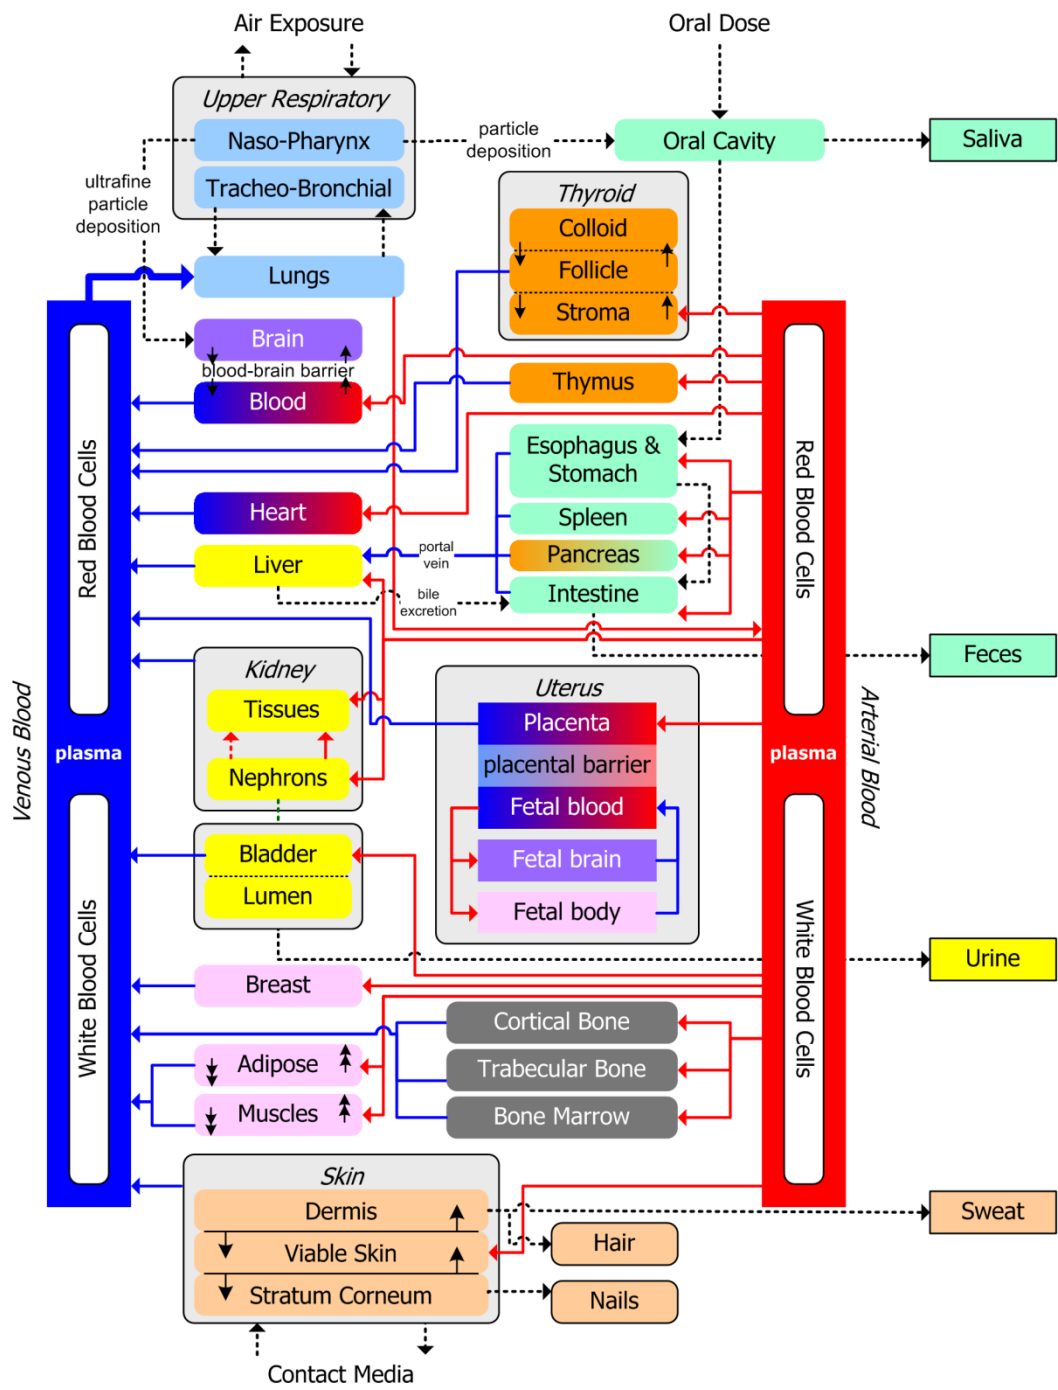 Air Exposure
Oral Dose
Upper Respiratory
Naso-Pharynx
particle
deposition
Oral Cavity
Saliva
Tracheo-Bronchial
ultrafine
particle
deposition
Thyroid
Colloid
Follicle
Stroma
Lungs
Brain
blood-brain barrier
Blood
Thymus
Esophagus &
Stomach
Heart
Spleen
Liver
portal
vein
Pancreas
Intestine
bile
excretion
Red Blood Cells
Red Blood Cells
Feces
Kidney
Tissues
Nephrons
Uterus
Placenta
placental barrier
Fetal blood
Fetal brain
Fetal body
Venous Blood
plasma
plasma
Arterial Blood
Bladder
Lumen
White Blood Cells
White Blood Cells
Urine
Breast
Cortical Bone
Trabecular Bone
Bone Marrow
Adipose
Muscles
Skin
Dermis
Viable Skin
Stratum Corneum
Sweat
Hair
Nails
Contact Media